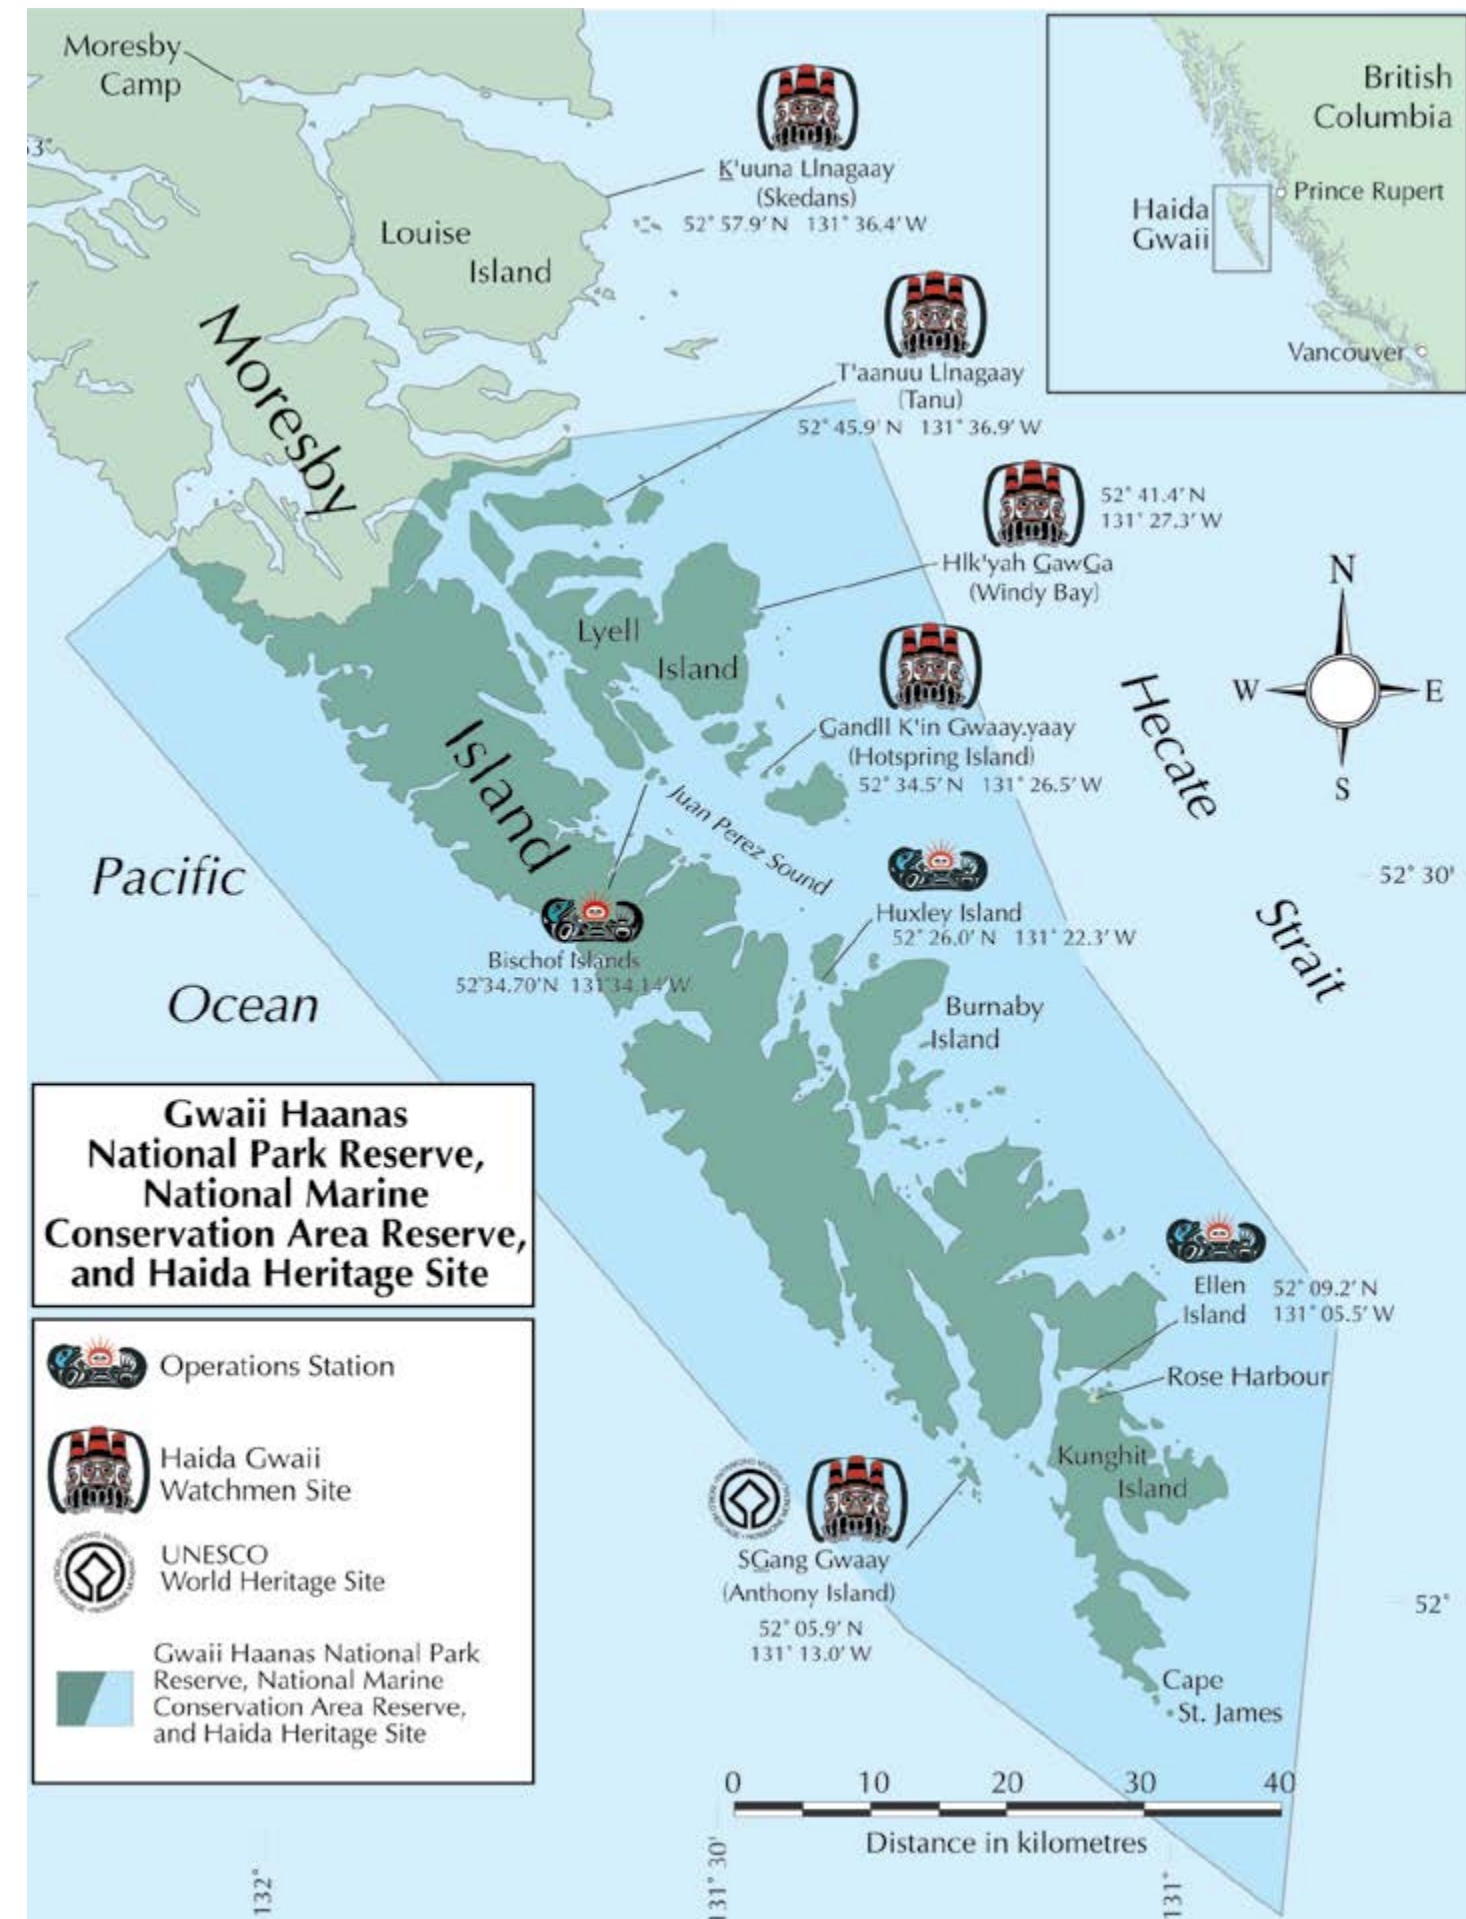 Moresby
Camp
53°
K'uuna Llnagaay
(Skedans)
52° 57.9' N 131° 36.4' W
Louise
Island
British
Columbia
Prince Rupert
Haida
Gwaii
Vancouver
T'aanuu Llnagaay
(Tanu)
52° 45.9' N 131° 36.9' W
Moresby
Island
52° 41.4' N
131° 27.3' W
Hlk'yah GawGa
(Windy Bay)
Lyell
Island
N
W
E
S
Hecate
Strait
Gandll K'in Gwaay.yaay
(Hotspring Island)
52° 34.5' N 131° 26.5' W
Juan Perez Sound
Pacific
Ocean
52° 30'
Huxley Island
52° 26.0' N 131° 22.3' W
Bischof Islands
52°34.70'N 131°34.14'W
Burnaby
Island
Gwaii Haanas
National Park Reserve,
National Marine
Conservation Area Reserve,
and Haida Heritage Site
Ellen
Island
52° 09.2' N
131° 05.5' W
Rose Harbour
Kunghit
Island
Operations Station
Haida Gwaii
Watchmen Site
UNESCO
World Heritage Site
Gwaii Haanas National Park
Reserve, National Marine
Conservation Area Reserve,
and Haida Heritage Site
SGang Gwaay
(Anthony Island)
52° 05.9' N
131° 13.0' W
52°
Cape
St. James
0 10 20 30 40
Distance in kilometres
132°
131° 30'
131°